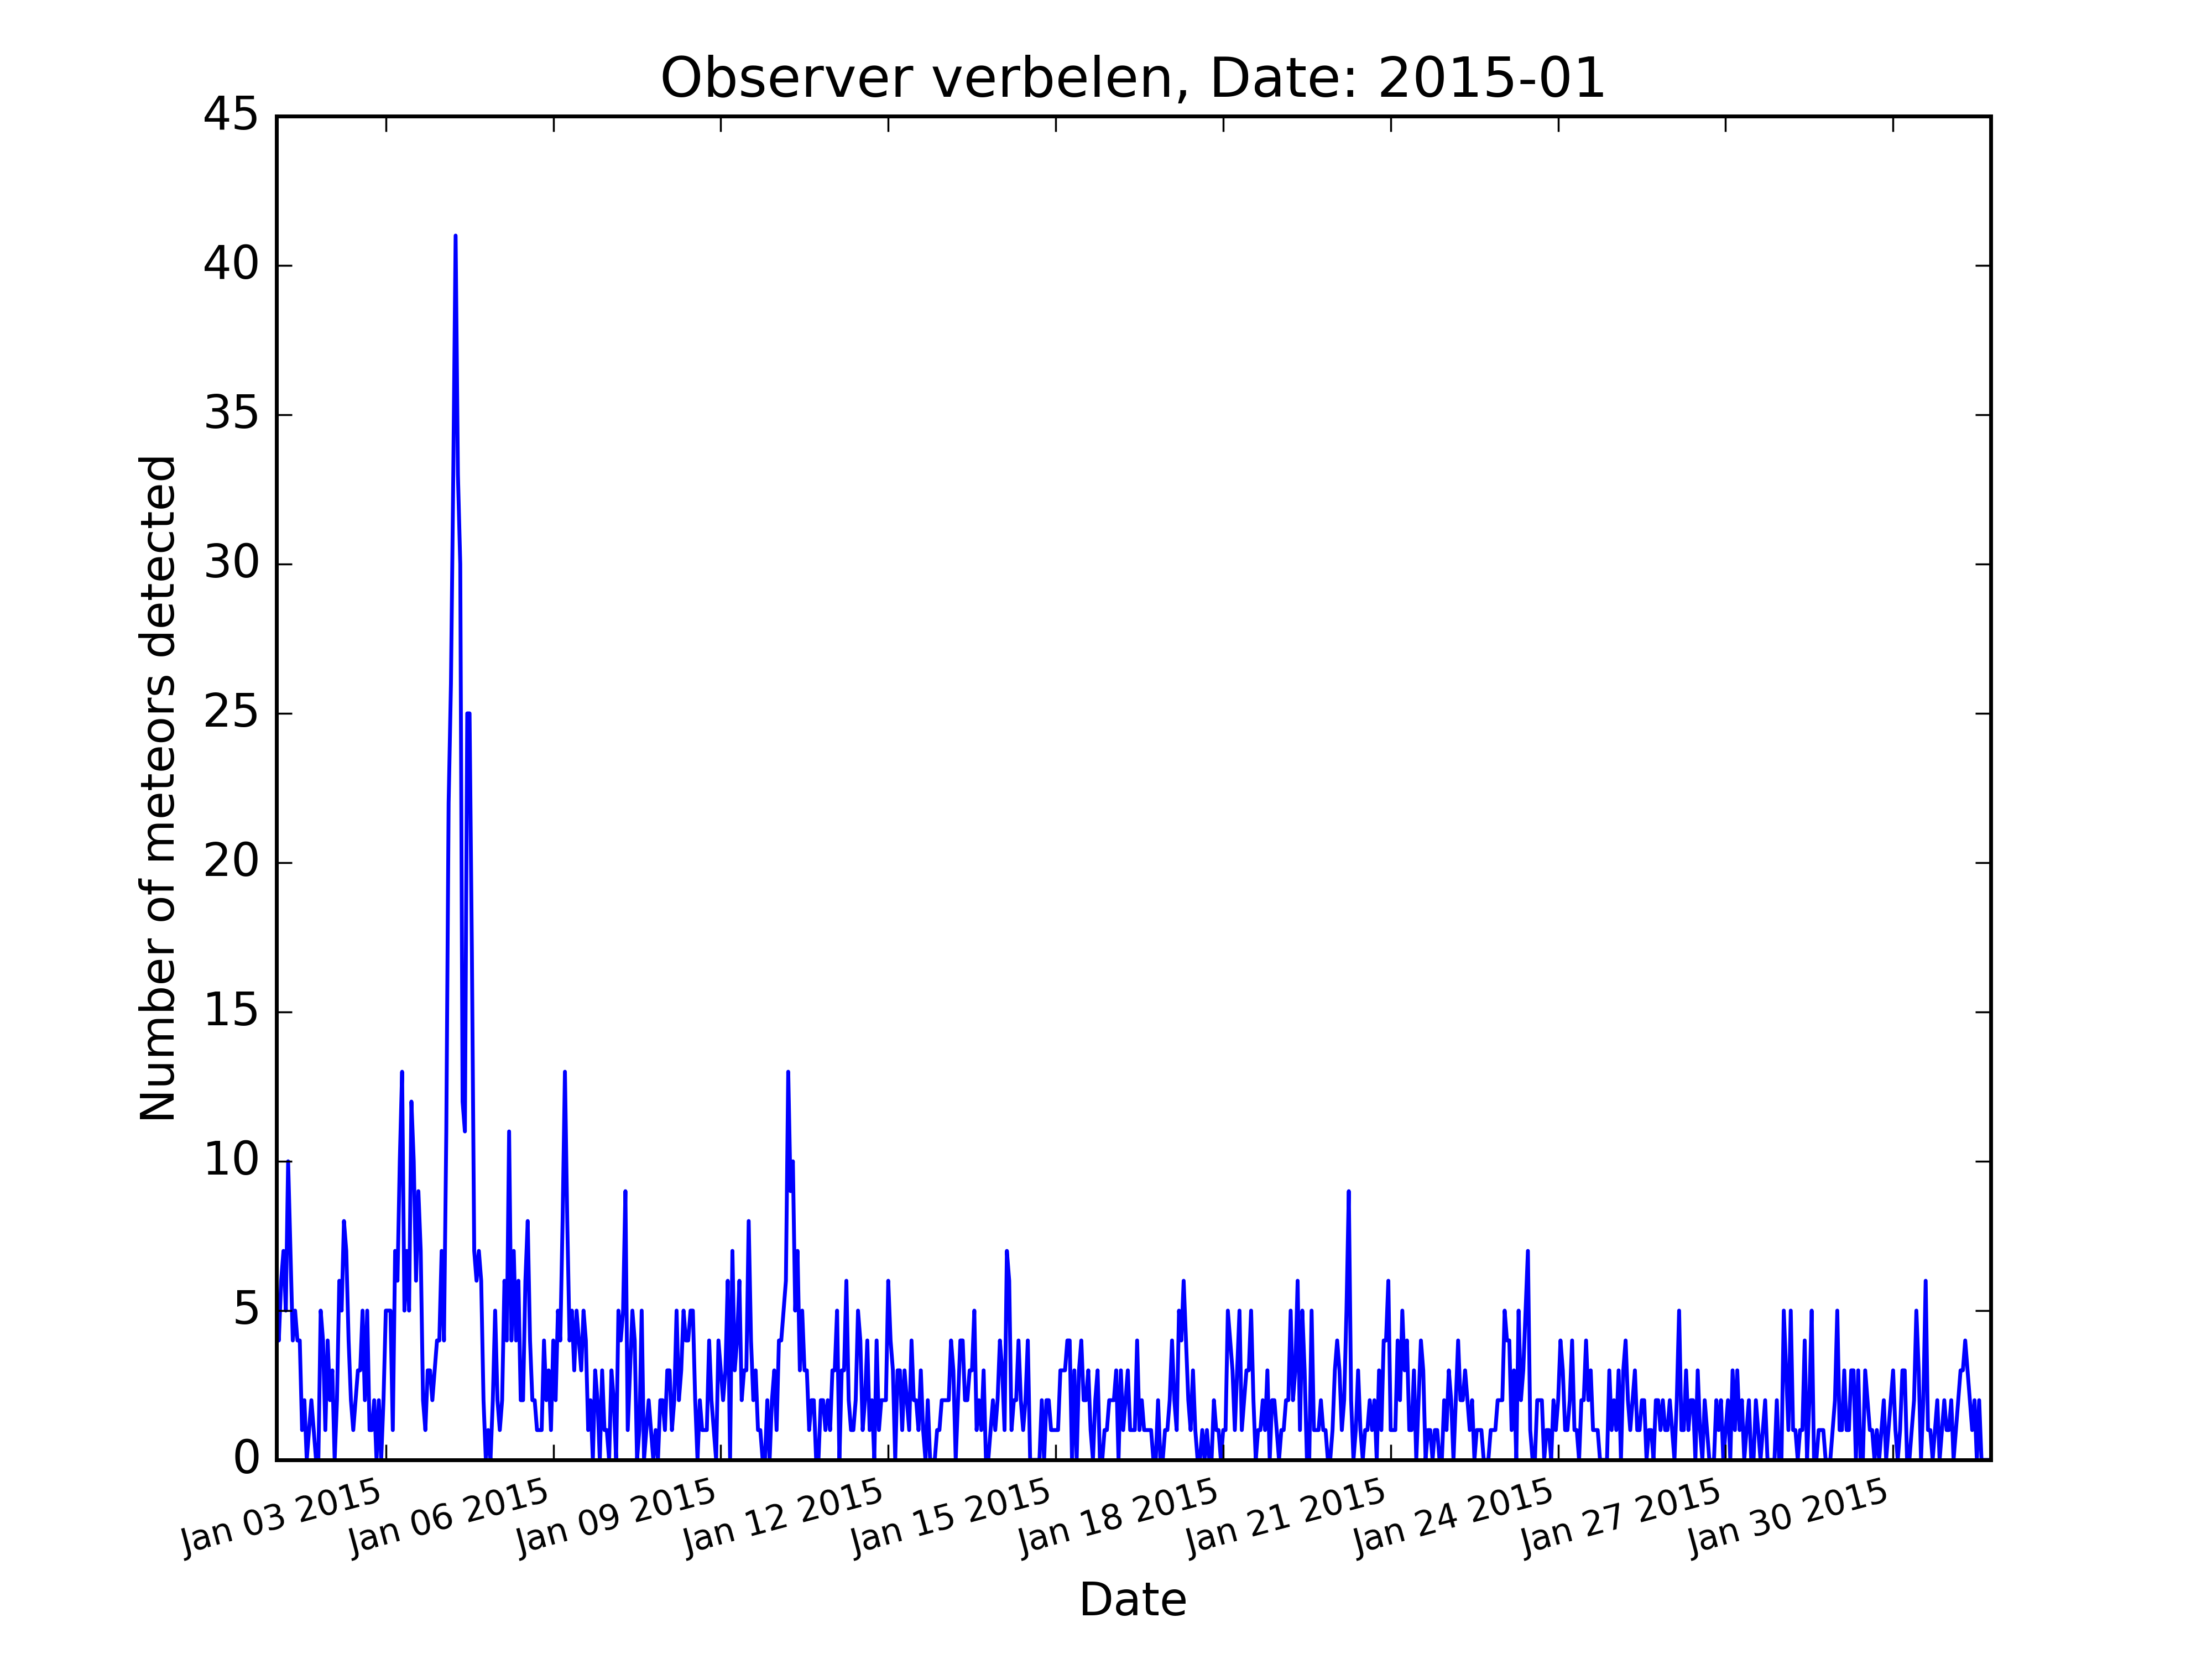 Observer verbelen, Date: 2015-01
Number of meteors detected
45
40
35
30
25
20
15
10
5
0
Jan 03 2015
Jan 06 2015
Jan 09 2015
Jan 12 2015
Jan 15 2015
Jan 18 2015
Jan 21 2015
Jan 24 2015
Jan 27 2015
Jan 30 2015
Date